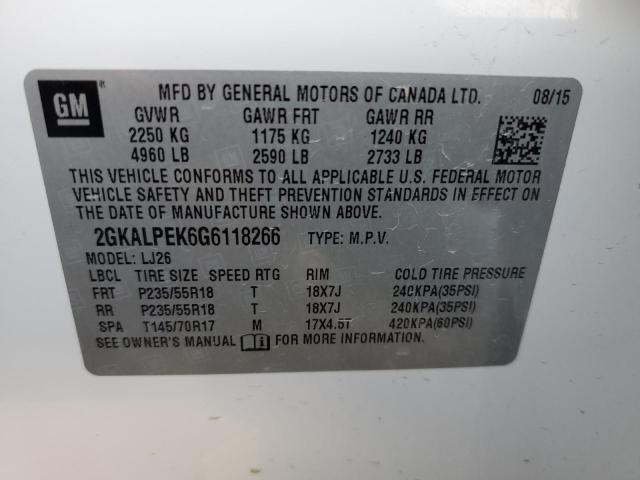 GM
MFD BY GENERAL MOTORS OF CANADA LTD. 08/15
GVWR GAWR FRT GAWR RR
2250 KG 1175 KG 1240 KG
4960 LB 2590 LB 2733 LB
THIS VEHICLE CONFORMS TO ALL APPLICABLE U.S. FEDERAL MOTOR
VEHICLE SAFETY AND THEFT PREVENTION STANDARDS IN EFFECT ON
THE DATE OF MANUFACTURE SHOWN ABOVE.
2GKALPEK6G6118266 TYPE: M.P.V.
MODEL: LJ26
LBCL TIRE SIZE SPEED RTG RIM COLD TIRE PRESSURE
FRT P235/55R18 T 18X7J 240KPA(35PSI)
RR P235/55R18 T 18X7J 240KPA(35PSI)
SPA T145/70R17 M 17X4.5T 420KPA(60PSI)
SEE OWNER'S MANUAL FOR MORE INFORMATION.